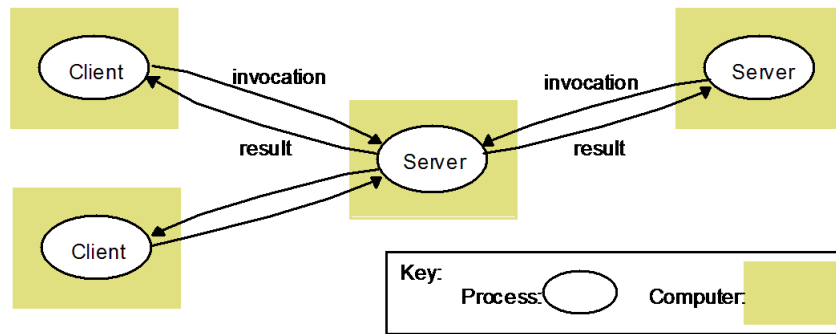 Client
invocation
result
Server
invocation
result
Server
Client
Key:
Process:
Computer: